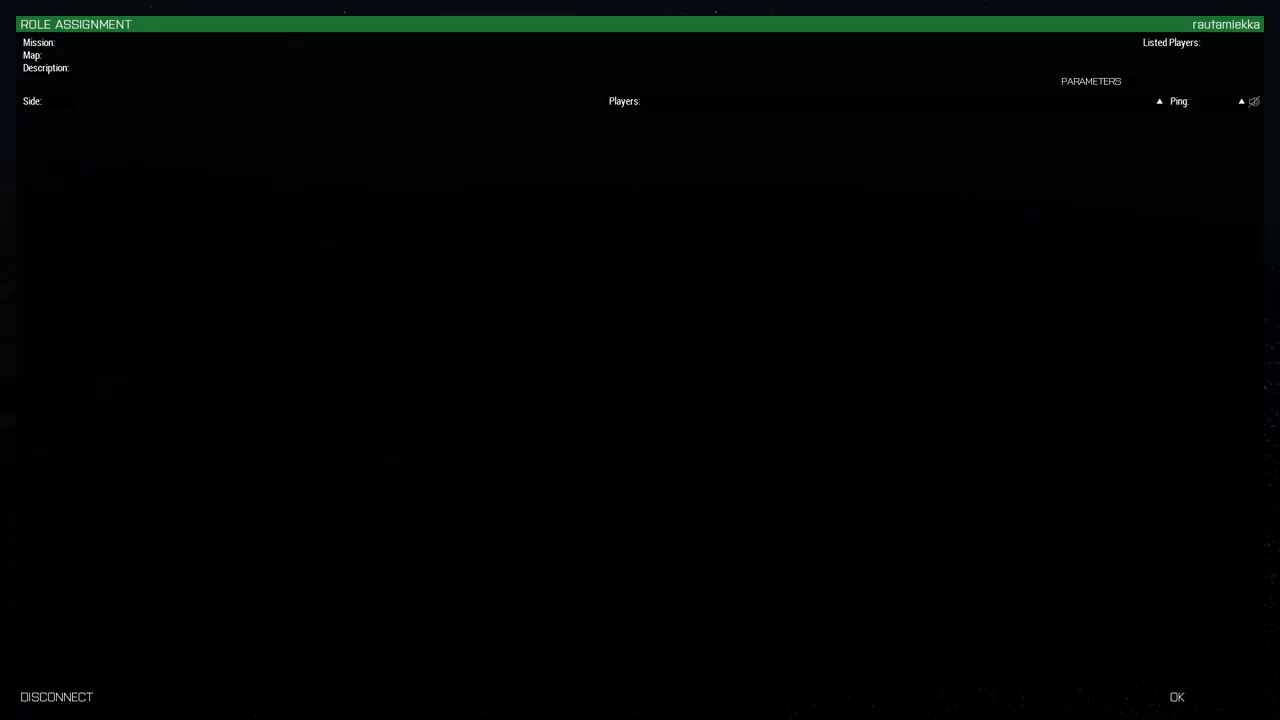 ROLE ASSIGNMENT rautamiekka
Mission: Listed Players:
Map:
Description:
PARAMETERS
Side: Players: Ping:
DISCONNECT OK